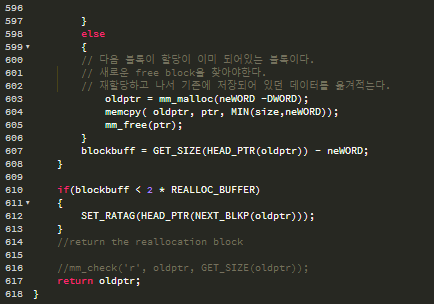 596
597 }
598 else
599 {
600 // 다음 블록이 할당이 이미 되어있는 블록이다.
601 // 새로운 free block을 찾아야한다.
602 // 재할당하고 나서 기존에 저장되어 있던 데이터를 옮겨적는다.
603 oldptr = mm_malloc(neWORD -DWORD);
604 memcpy( oldptr, ptr, MIN(size,neWORD));
605 mm_free(ptr);
606 }
607 blockbuff = GET_SIZE(HEAD_PTR(oldptr)) - neWORD;
608 }
609
610 if(blockbuff < 2 * REALLOC_BUFFER)
611 {
612 SET_RATAG(HEAD_PTR(NEXT_BLKP(oldptr)));
613 }
614 //return the reallocation block
615
616 //mm_check('r', oldptr, GET_SIZE(oldptr));
617 return oldptr;
618 }